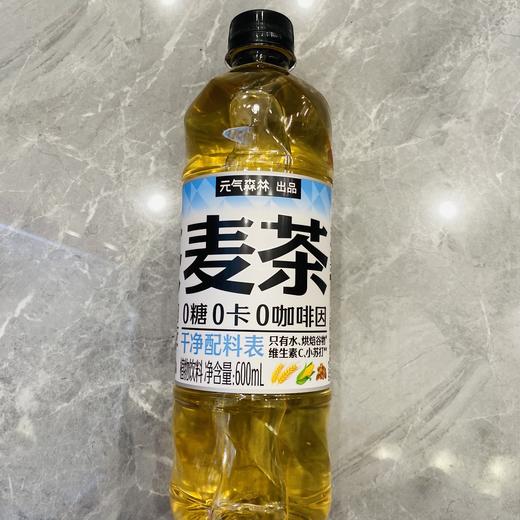 元气森林 出品
麦茶
0糖 0卡 0咖啡因
干净配料表
只有水、烘焙谷物*
维生素C、小苏打**
植物饮料 净含量:600mL